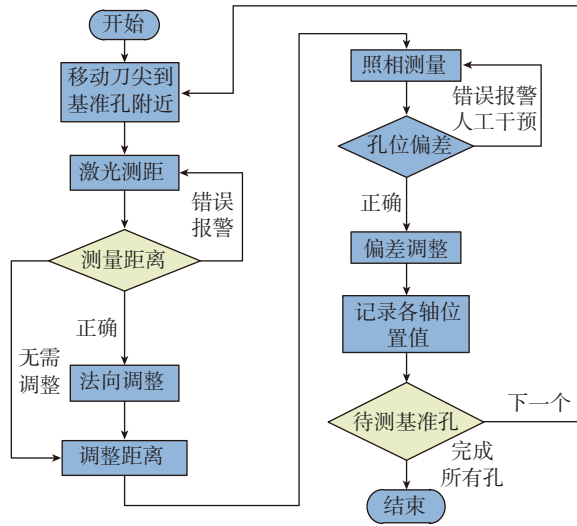 开始
移动刀尖到
基准孔附近
激光测距
错误
报警
测量距离
正确
无需
调整
法向调整
调整距离
照相测量
错误报警
人工干预
孔位偏差
正确
偏差调整
记录各轴位
置值
待测基准孔
下一个
完成
所有孔
结束